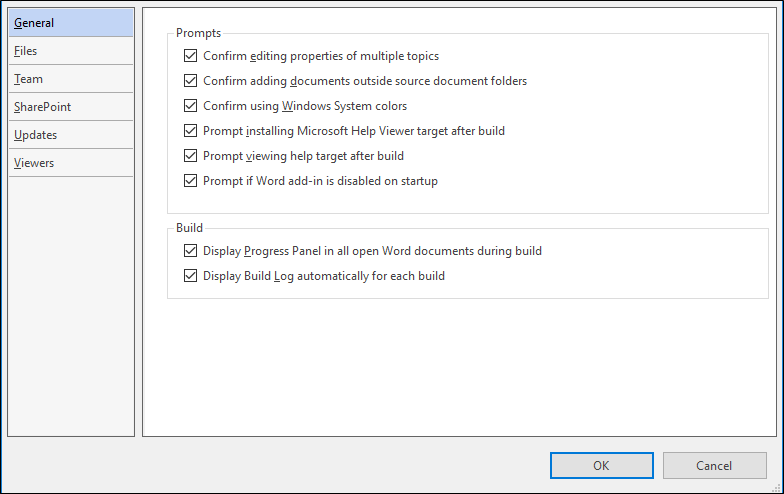 General
Files
Team
SharePoint
Updates
Viewers
Prompts
Confirm editing properties of multiple topics
Confirm adding documents outside source document folders
Confirm using Windows System colors
Prompt installing Microsoft Help Viewer target after build
Prompt viewing help target after build
Prompt if Word add-in is disabled on startup
Build
Display Progress Panel in all open Word documents during build
Display Build Log automatically for each build
OK
Cancel